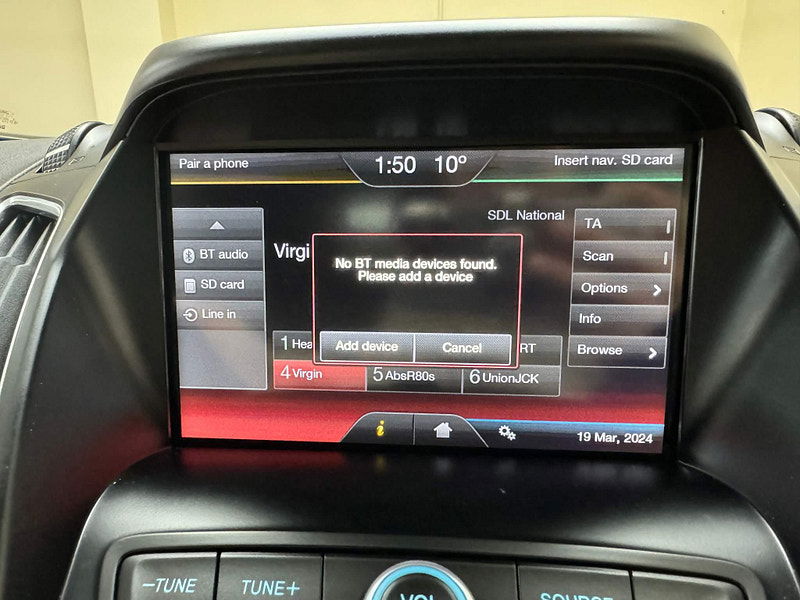 Pair a phone
1:50 10º
Insert nav. SD card
SDL National
TA
BT audio
Virgi
Scan
No BT media devices found.
Please add a device
SD card
Options
Line in
Info
1 Hea
Add device
Cancel
RT
Browse
4 Virgin
5 AbsR80s
6 UnionJCK
19 Mar, 2024
–TUNE
TUNE+
VOL
SOURCE